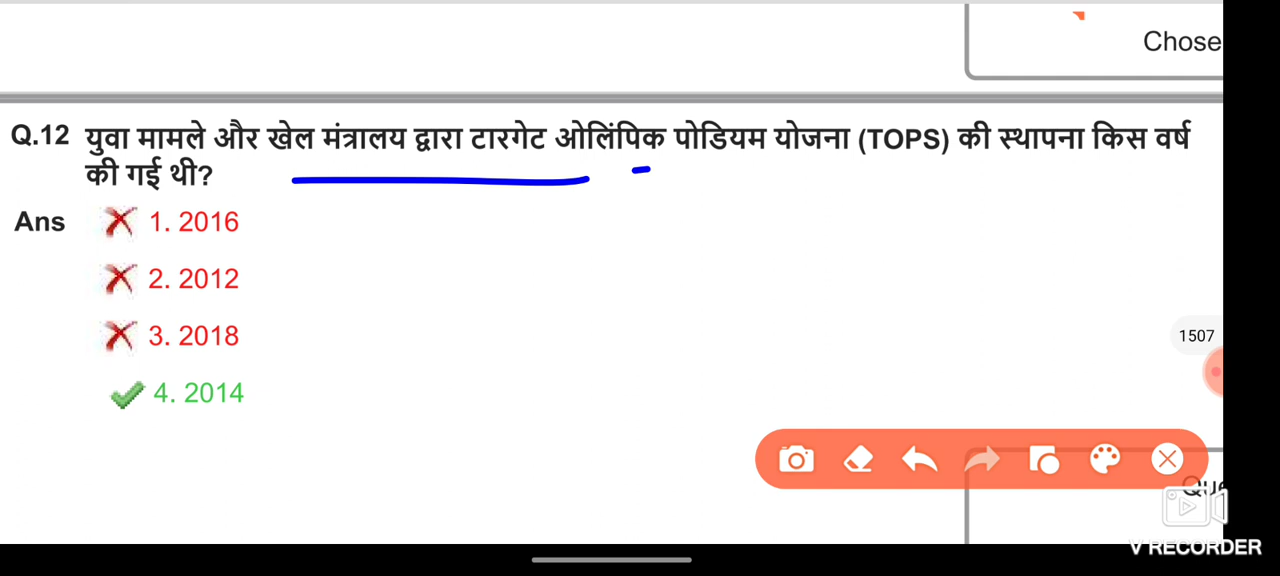 Chose
Q.12 युवा मामले और खेल मंत्रालय द्वारा टारगेट ओलिंपिक पोडियम योजना (TOPS) की स्थापना किस वर्ष
की गई थी?
Ans 1. 2016
2. 2012
3. 2018
1507
4. 2014
Que
V RECORDER